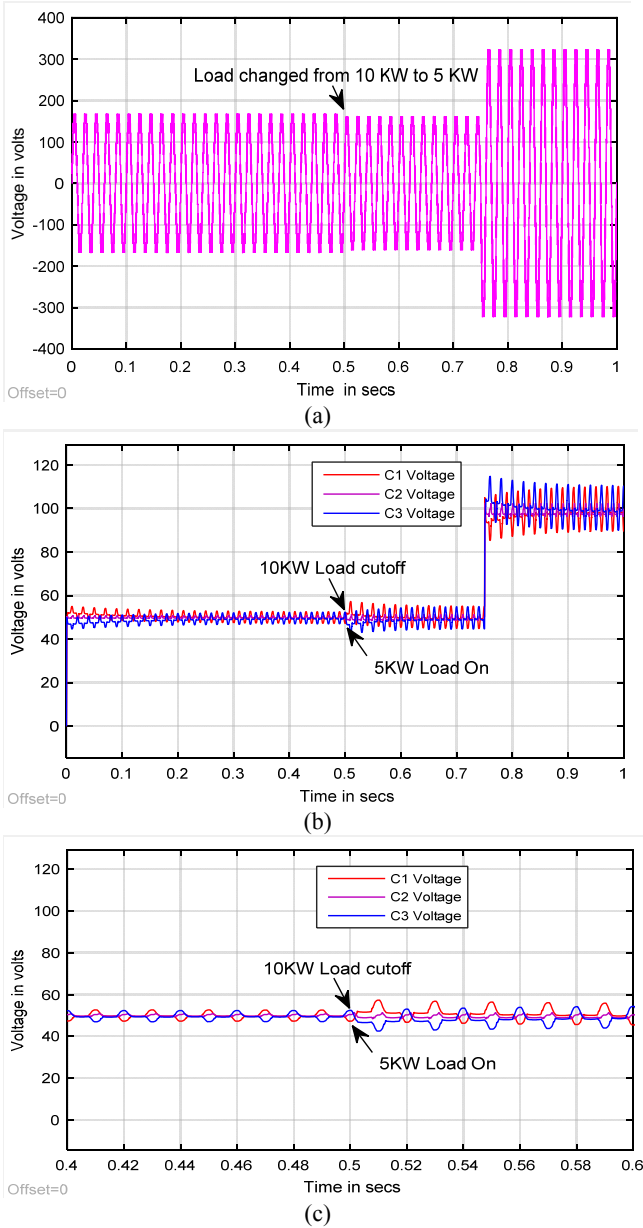 400
300
200
100
0
-100
-200
-300
-400
Voltage in volts
Load changed from 10 KW to 5 KW
0 0.1 0.2 0.3 0.4 0.5 0.6 0.7 0.8 0.9 1
Time in secs
Offset=0
(a)
120
100
80
60
40
20
0
Voltage in volts
C1 Voltage
C2 Voltage
C3 Voltage
10KW Load cutoff
5KW Load On
0 0.1 0.2 0.3 0.4 0.5 0.6 0.7 0.8 0.9 1
Time in secs
Offset=0
(b)
120
100
80
60
40
20
0
Voltage in volts
C1 Voltage
C2 Voltage
C3 Voltage
10KW Load cutoff
5KW Load On
0.4 0.42 0.44 0.46 0.48 0.5 0.52 0.54 0.56 0.58 0.6
Time in secs
Offset=0
(c)